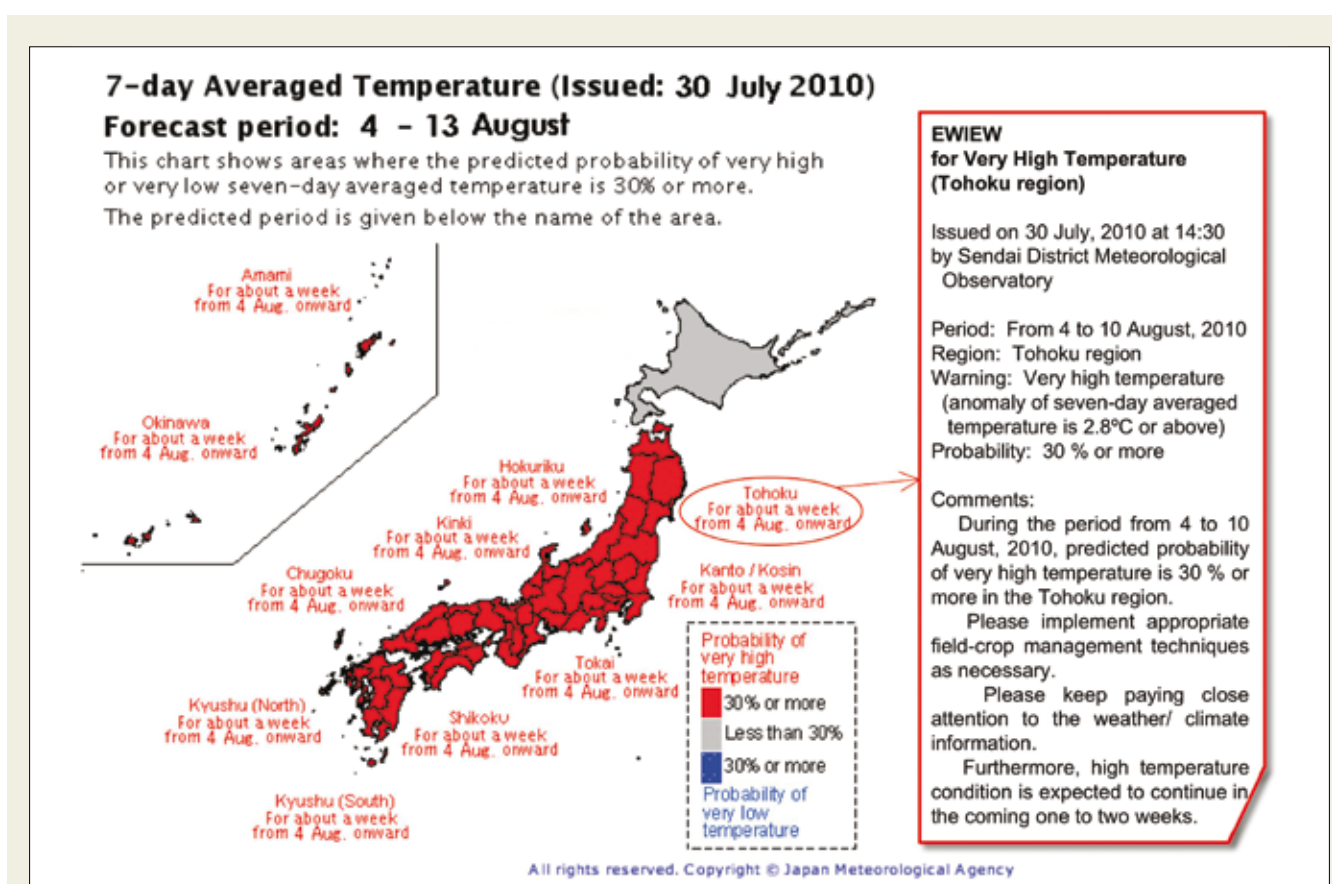 7-day Averaged Temperature (Issued: 30 July 2010)
Forecast period: 4 - 13 August
This chart shows areas where the predicted probability of very high
or very low seven-day averaged temperature is 30% or more.
The predicted period is given below the name of the area.
Amami
For about a week
from 4 Aug. onward
Okinawa
For about a week
from 4 Aug. onward
Hokuriku
For about a week
from 4 Aug. onward
Kinki
For about a week
from 4 Aug. onward
Chugoku
For about a week
from 4 Aug. onward
Tohoku
For about a week
from 4 Aug. onward
Kanto / Kosin
For about a week
from 4 Aug. onward
Tokai
For about a week
from 4 Aug. onward
Kyushu (North)
For about a week
from 4 Aug. onward
Shikoku
For about a week
from 4 Aug. onward
Kyushu (South)
For about a week
from 4 Aug. onward
Probability of
very high
temperature
30% or more
Less than 30%
30% or more
Probability of
very low
temperature
EWIEW
for Very High Temperature
(Tohoku region)
Issued on 30 July, 2010 at 14:30
by Sendai District Meteorological
Observatory
Period: From 4 to 10 August, 2010
Region: Tohoku region
Warning: Very high temperature
(anomaly of seven-day averaged
temperature is 2.8ºC or above)
Probability: 30 % or more
Comments:
During the period from 4 to 10
August, 2010, predicted probability
of very high temperature is 30 % or
more in the Tohoku region.
Please implement appropriate
field-crop management techniques
as necessary.
Please keep paying close
attention to the weather/ climate
information.
Furthermore, high temperature
condition is expected to continue in
the coming one to two weeks.
All rights reserved. Copyright © Japan Meteorological Agency